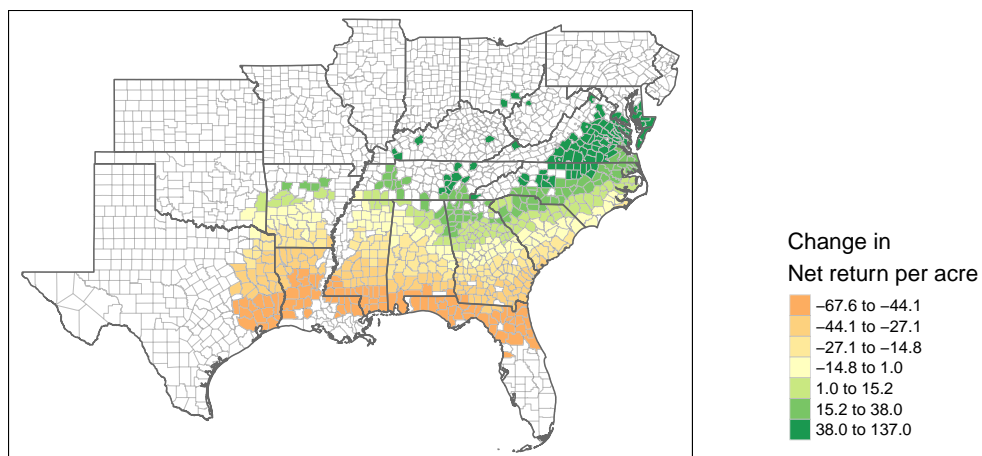 Change in
Net return per acre
−67.6 to −44.1
−44.1 to −27.1
−27.1 to −14.8
−14.8 to 1.0
1.0 to 15.2
15.2 to 38.0
38.0 to 137.0